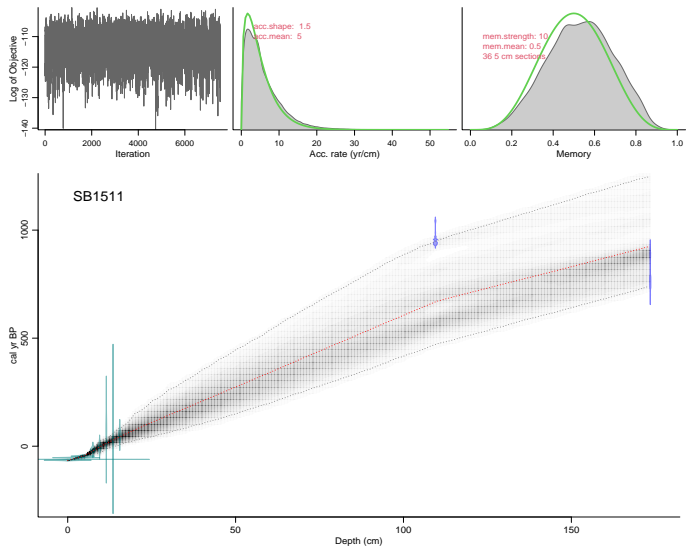 −110
−120
−130
−140
Log of Objective
0
2000
4000
6000
Iteration
acc.shape: 1.5
acc.mean: 5
0
10
20
30
40
50
Acc. rate (yr/cm)
mem.strength: 10
mem.mean: 0.5
36 5 cm sections
0.0
0.2
0.4
0.6
0.8
1.0
Memory
SB1511
1000
500
0
cal yr BP
0
50
100
150
Depth (cm)